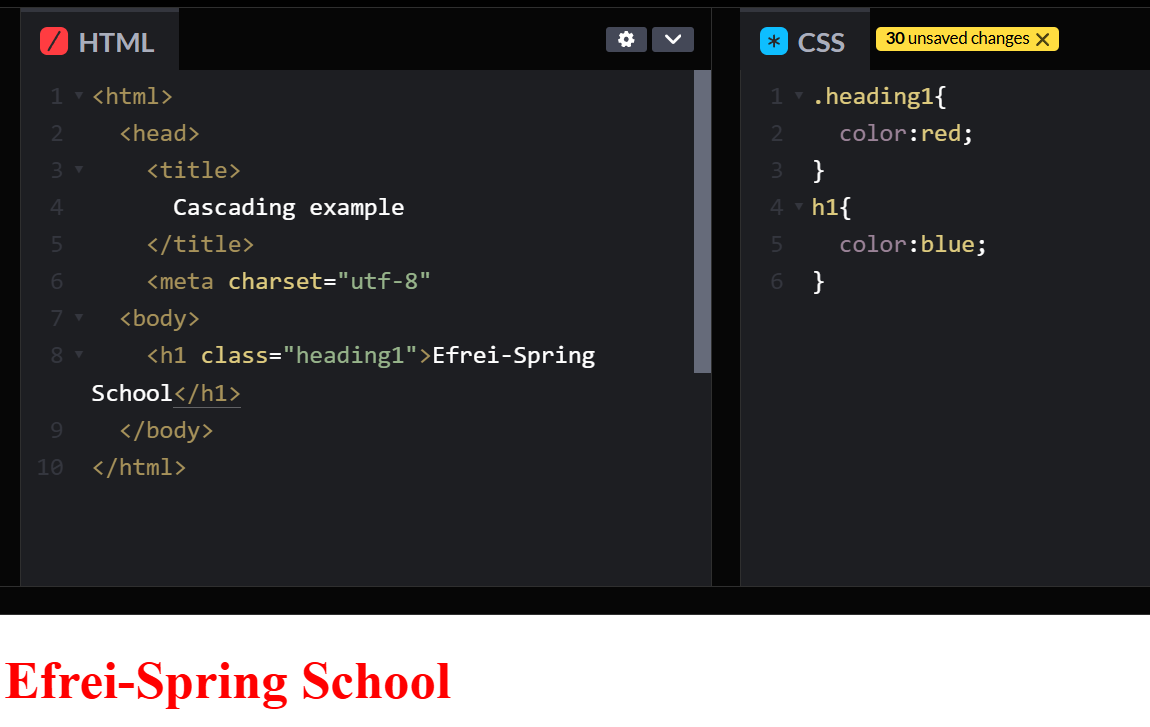 HTML
1 <html>
2 <head>
3 <title>
4 Cascading example
5 </title>
6 <meta charset="utf-8"
7 <body>
8 <h1 class="heading1">Efrei-Spring
School</h1>
9 </body>
10 </html>
CSS 30 unsaved changes
1 .heading1{
2 color:red;
3 }
4 h1{
5 color:blue;
6 }
Efrei-Spring School